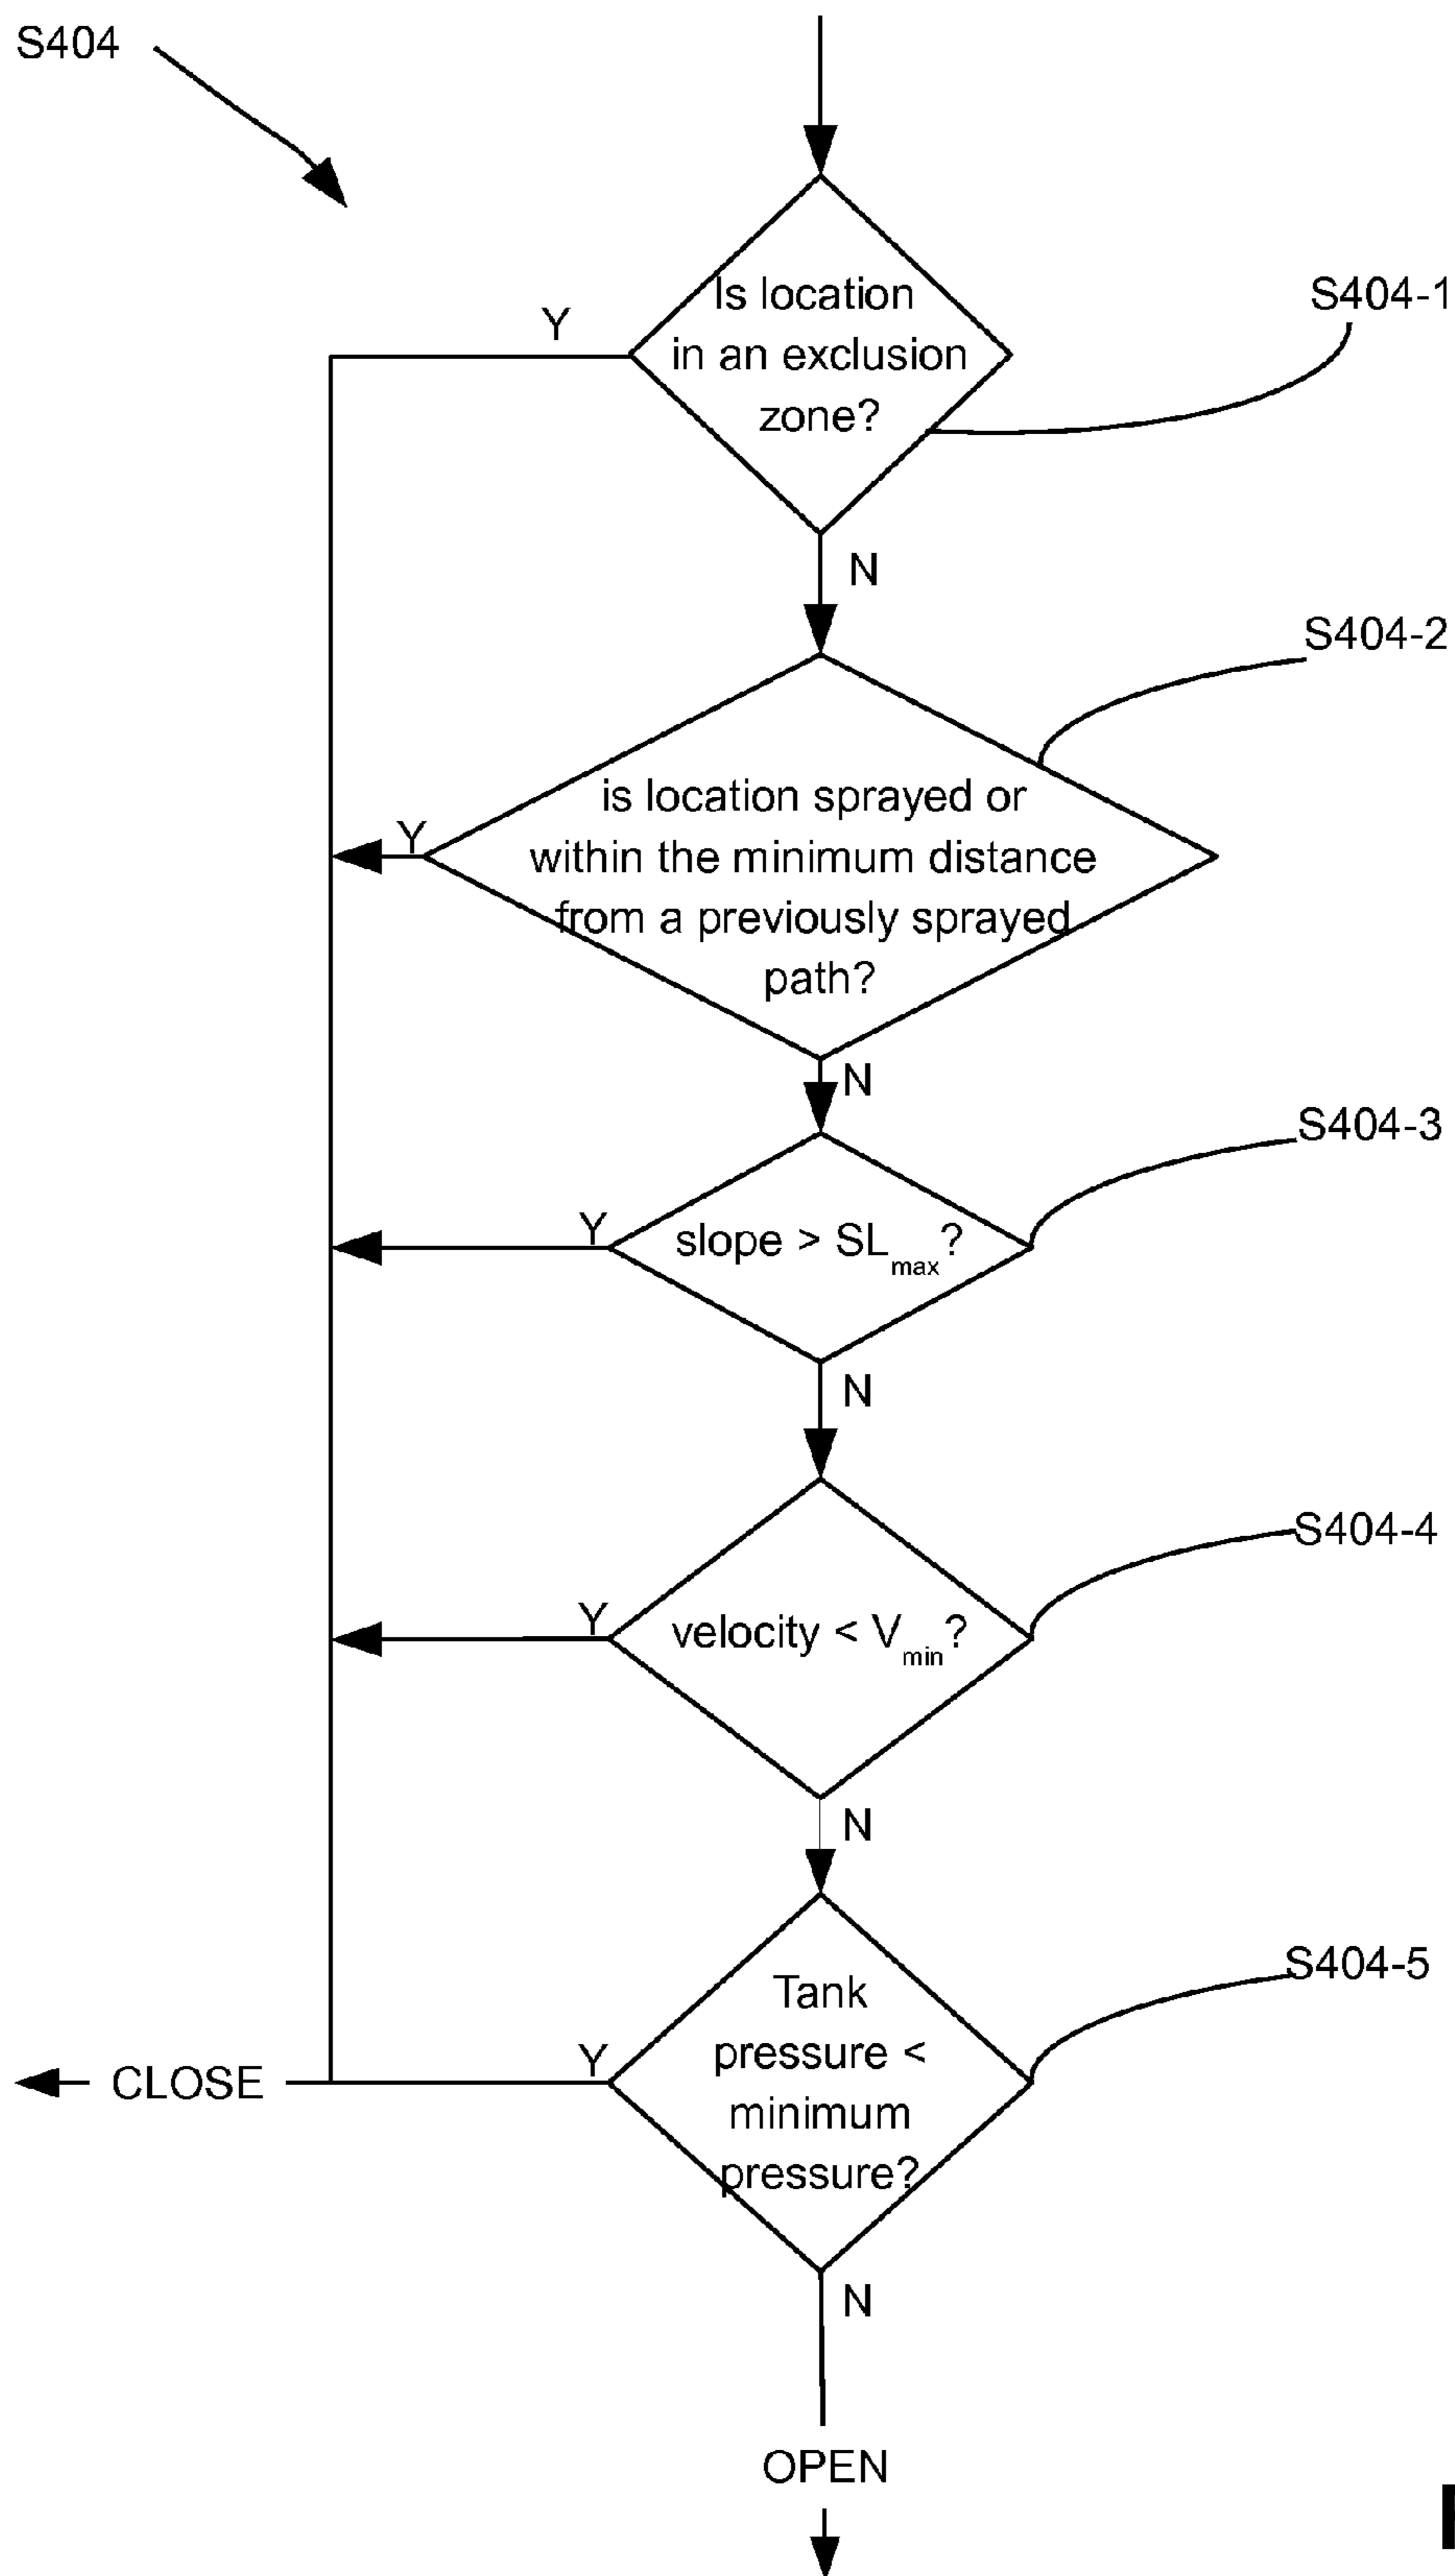 S404
Is location
in an exclusion
zone?
Y
S404-1
N
S404-2
is location sprayed or
within the minimum distance
from a previously sprayed
path?
Y
N
S404-3
slope > SLmax?
Y
N
S404-4
velocity < Vmin?
Y
N
S404-5
Tank
pressure <
minimum
pressure?
Y
CLOSE
N
OPEN